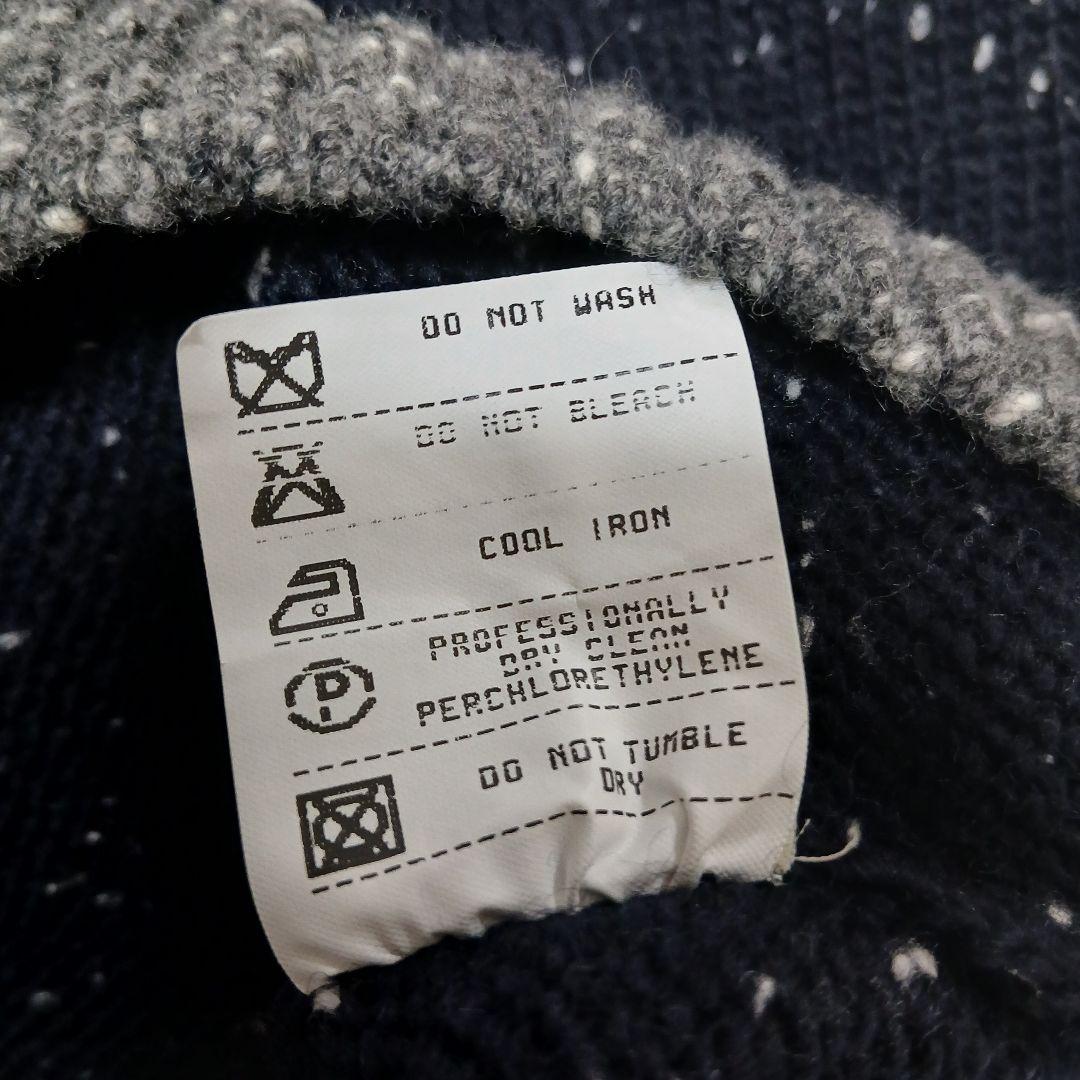 DO NOT WASH
DO NOT BLEACH
COOL IRON
P
PROFESSIONALLY
DRY CLEAN
PERCHLORETHYLENE
DO NOT TUMBLE
DRY